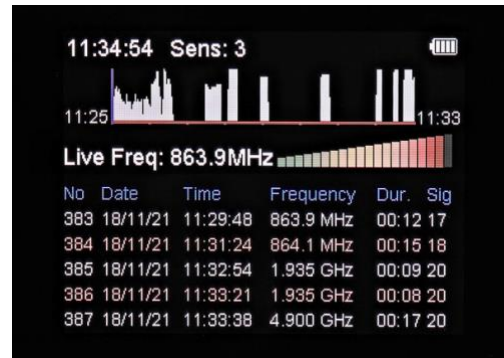 11:34:54 Sens: 3
11:25 11:33
Live Freq: 863.9MHz
No Date Time Frequency Dur. Sig
383 18/11/21 11:29:48 863.9 MHz 00:12 17
384 18/11/21 11:31:24 864.1 MHz 00:15 18
385 18/11/21 11:32:54 1.935 GHz 00:09 20
386 18/11/21 11:33:21 1.935 GHz 00:08 20
387 18/11/21 11:33:38 4.900 GHz 00:17 20